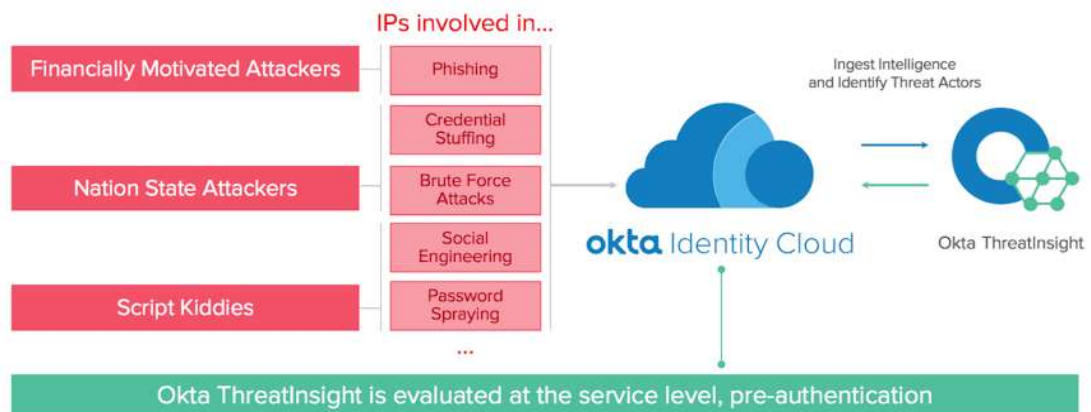 IPs involved in...
Financially Motivated Attackers
Nation State Attackers
Script Kiddies
Phishing
Credential
Stuffing
Brute Force
Attacks
Social
Engineering
Password
Spraying
...
okta Identity Cloud
Ingest Intelligence
and Identify Threat Actors
Okta ThreatInsight
Okta ThreatInsight is evaluated at the service level, pre-authentication